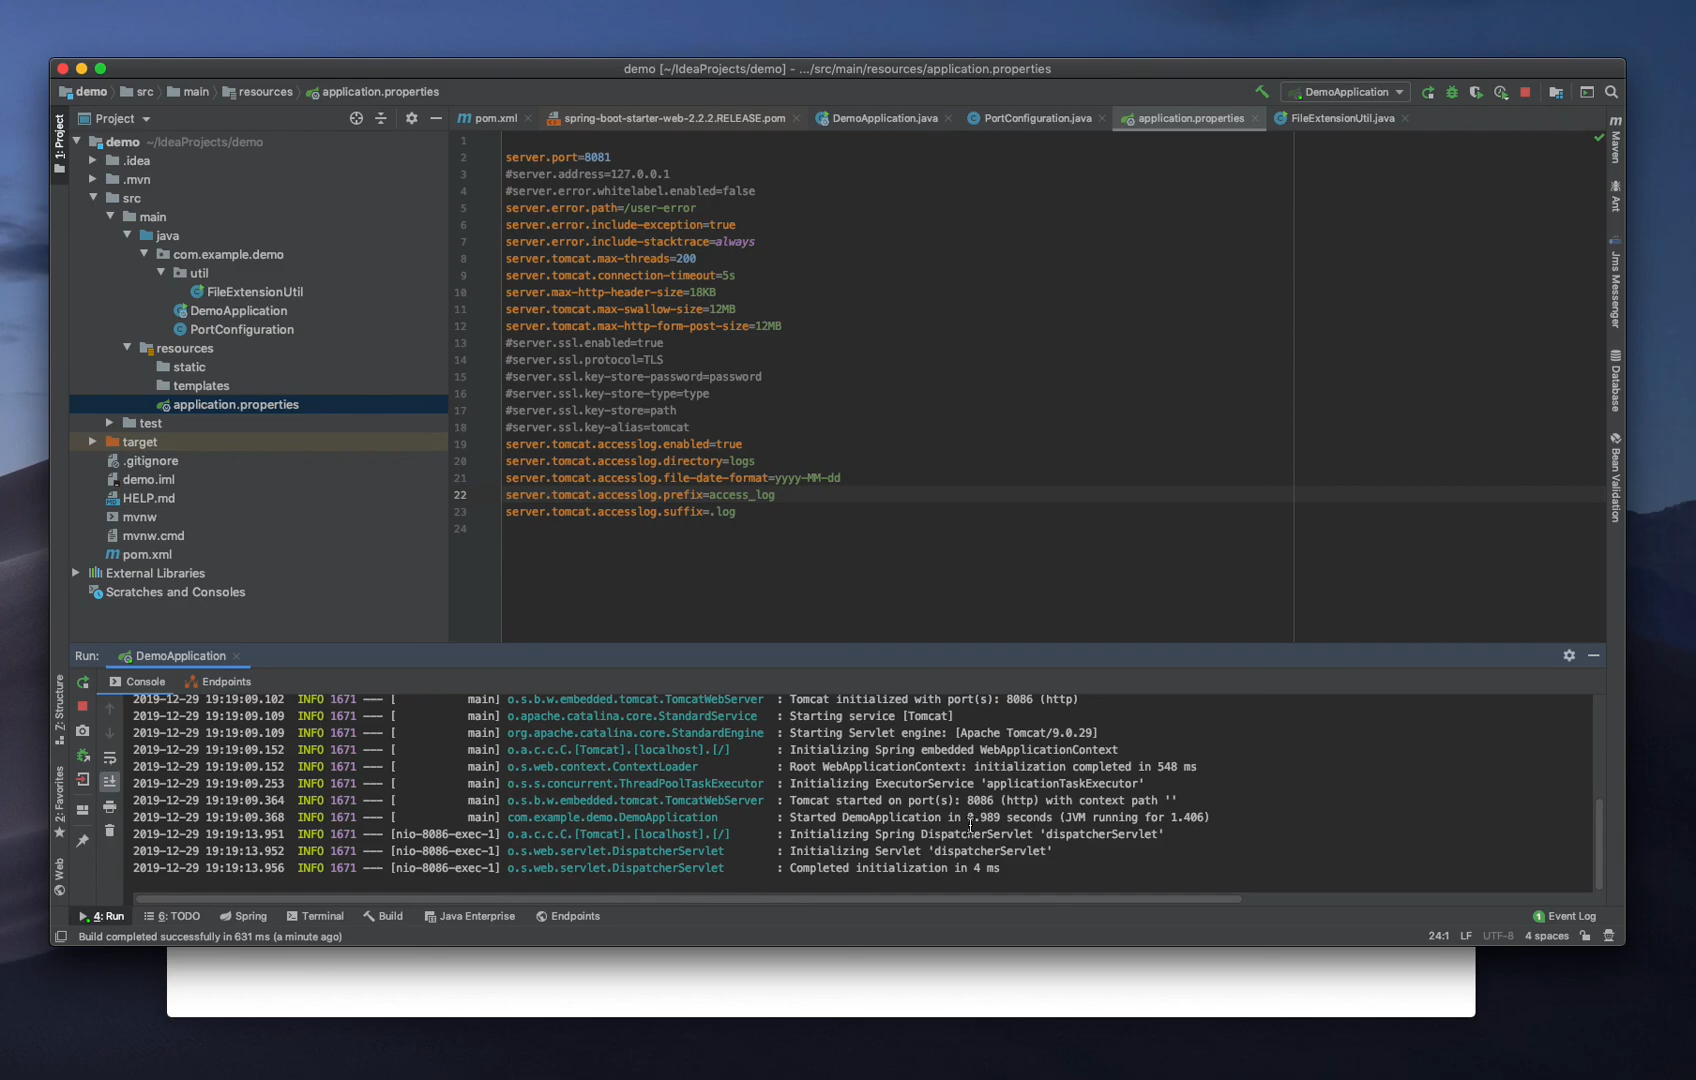 demo [~/IdeaProjects/demo] - .../src/main/resources/application.properties
demo src main resources application.properties
DemoApplication
1: Project
Project
pom.xml
spring-boot-starter-web-2.2.2.RELEASE.pom
DemoApplication.java
PortConfiguration.java
application.properties
FileExtensionUtil.java
demo ~/IdeaProjects/demo
.idea
.mvn
src
main
java
com.example.demo
util
FileExtensionUtil
DemoApplication
PortConfiguration
resources
static
templates
application.properties
test
target
.gitignore
demo.iml
HELP.md
mvnw
mvnw.cmd
pom.xml
External Libraries
Scratches and Consoles
1
2 server.port=8081
3 #server.address=127.0.0.1
4 #server.error.whitelabel.enabled=false
5 server.error.path=/user-error
6 server.error.include-exception=true
7 server.error.include-stacktrace=always
8 server.tomcat.max-threads=200
9 server.tomcat.connection-timeout=5s
10 server.max-http-header-size=18KB
11 server.tomcat.max-swallow-size=12MB
12 server.tomcat.max-http-form-post-size=12MB
13 #server.ssl.enabled=true
14 #server.ssl.protocol=TLS
15 #server.ssl.key-store-password=password
16 #server.ssl.key-store-type=type
17 #server.ssl.key-store=path
18 #server.ssl.key-alias=tomcat
19 server.tomcat.accesslog.enabled=true
20 server.tomcat.accesslog.directory=logs
21 server.tomcat.accesslog.file-date-format=yyyy-MM-dd
22 server.tomcat.accesslog.prefix=access_log
23 server.tomcat.accesslog.suffix=.log
24
Maven
Ant
Jms Messenger
Database
Bean Validation
Run: DemoApplication
Console Endpoints
Z: Structure
2: Favorites
Web
2019-12-29 19:19:09.102 INFO 1671 --- [ main] o.s.b.w.embedded.tomcat.TomcatWebServer : Tomcat initialized with port(s): 8086 (http)
2019-12-29 19:19:09.109 INFO 1671 --- [ main] o.apache.catalina.core.StandardService : Starting service [Tomcat]
2019-12-29 19:19:09.109 INFO 1671 --- [ main] org.apache.catalina.core.StandardEngine : Starting Servlet engine: [Apache Tomcat/9.0.29]
2019-12-29 19:19:09.152 INFO 1671 --- [ main] o.a.c.c.C.[Tomcat].[localhost].[/] : Initializing Spring embedded WebApplicationContext
2019-12-29 19:19:09.152 INFO 1671 --- [ main] o.s.web.context.ContextLoader : Root WebApplicationContext: initialization completed in 548 ms
2019-12-29 19:19:09.253 INFO 1671 --- [ main] o.s.s.concurrent.ThreadPoolTaskExecutor : Initializing ExecutorService 'applicationTaskExecutor'
2019-12-29 19:19:09.364 INFO 1671 --- [ main] o.s.b.w.embedded.tomcat.TomcatWebServer : Tomcat started on port(s): 8086 (http) with context path ''
2019-12-29 19:19:09.368 INFO 1671 --- [ main] com.example.demo.DemoApplication : Started DemoApplication in 0.989 seconds (JVM running for 1.406)
2019-12-29 19:19:13.951 INFO 1671 --- [nio-8086-exec-1] o.a.c.c.C.[Tomcat].[localhost].[/] : Initializing Spring DispatcherServlet 'dispatcherServlet'
2019-12-29 19:19:13.952 INFO 1671 --- [nio-8086-exec-1] o.s.web.servlet.DispatcherServlet : Initializing Servlet 'dispatcherServlet'
2019-12-29 19:19:13.956 INFO 1671 --- [nio-8086-exec-1] o.s.web.servlet.DispatcherServlet : Completed initialization in 4 ms
4: Run 6: TODO Spring Terminal Build Java Enterprise Endpoints 1 Event Log
Build completed successfully in 631 ms (a minute ago) 24:1 LF UTF-8 4 spaces